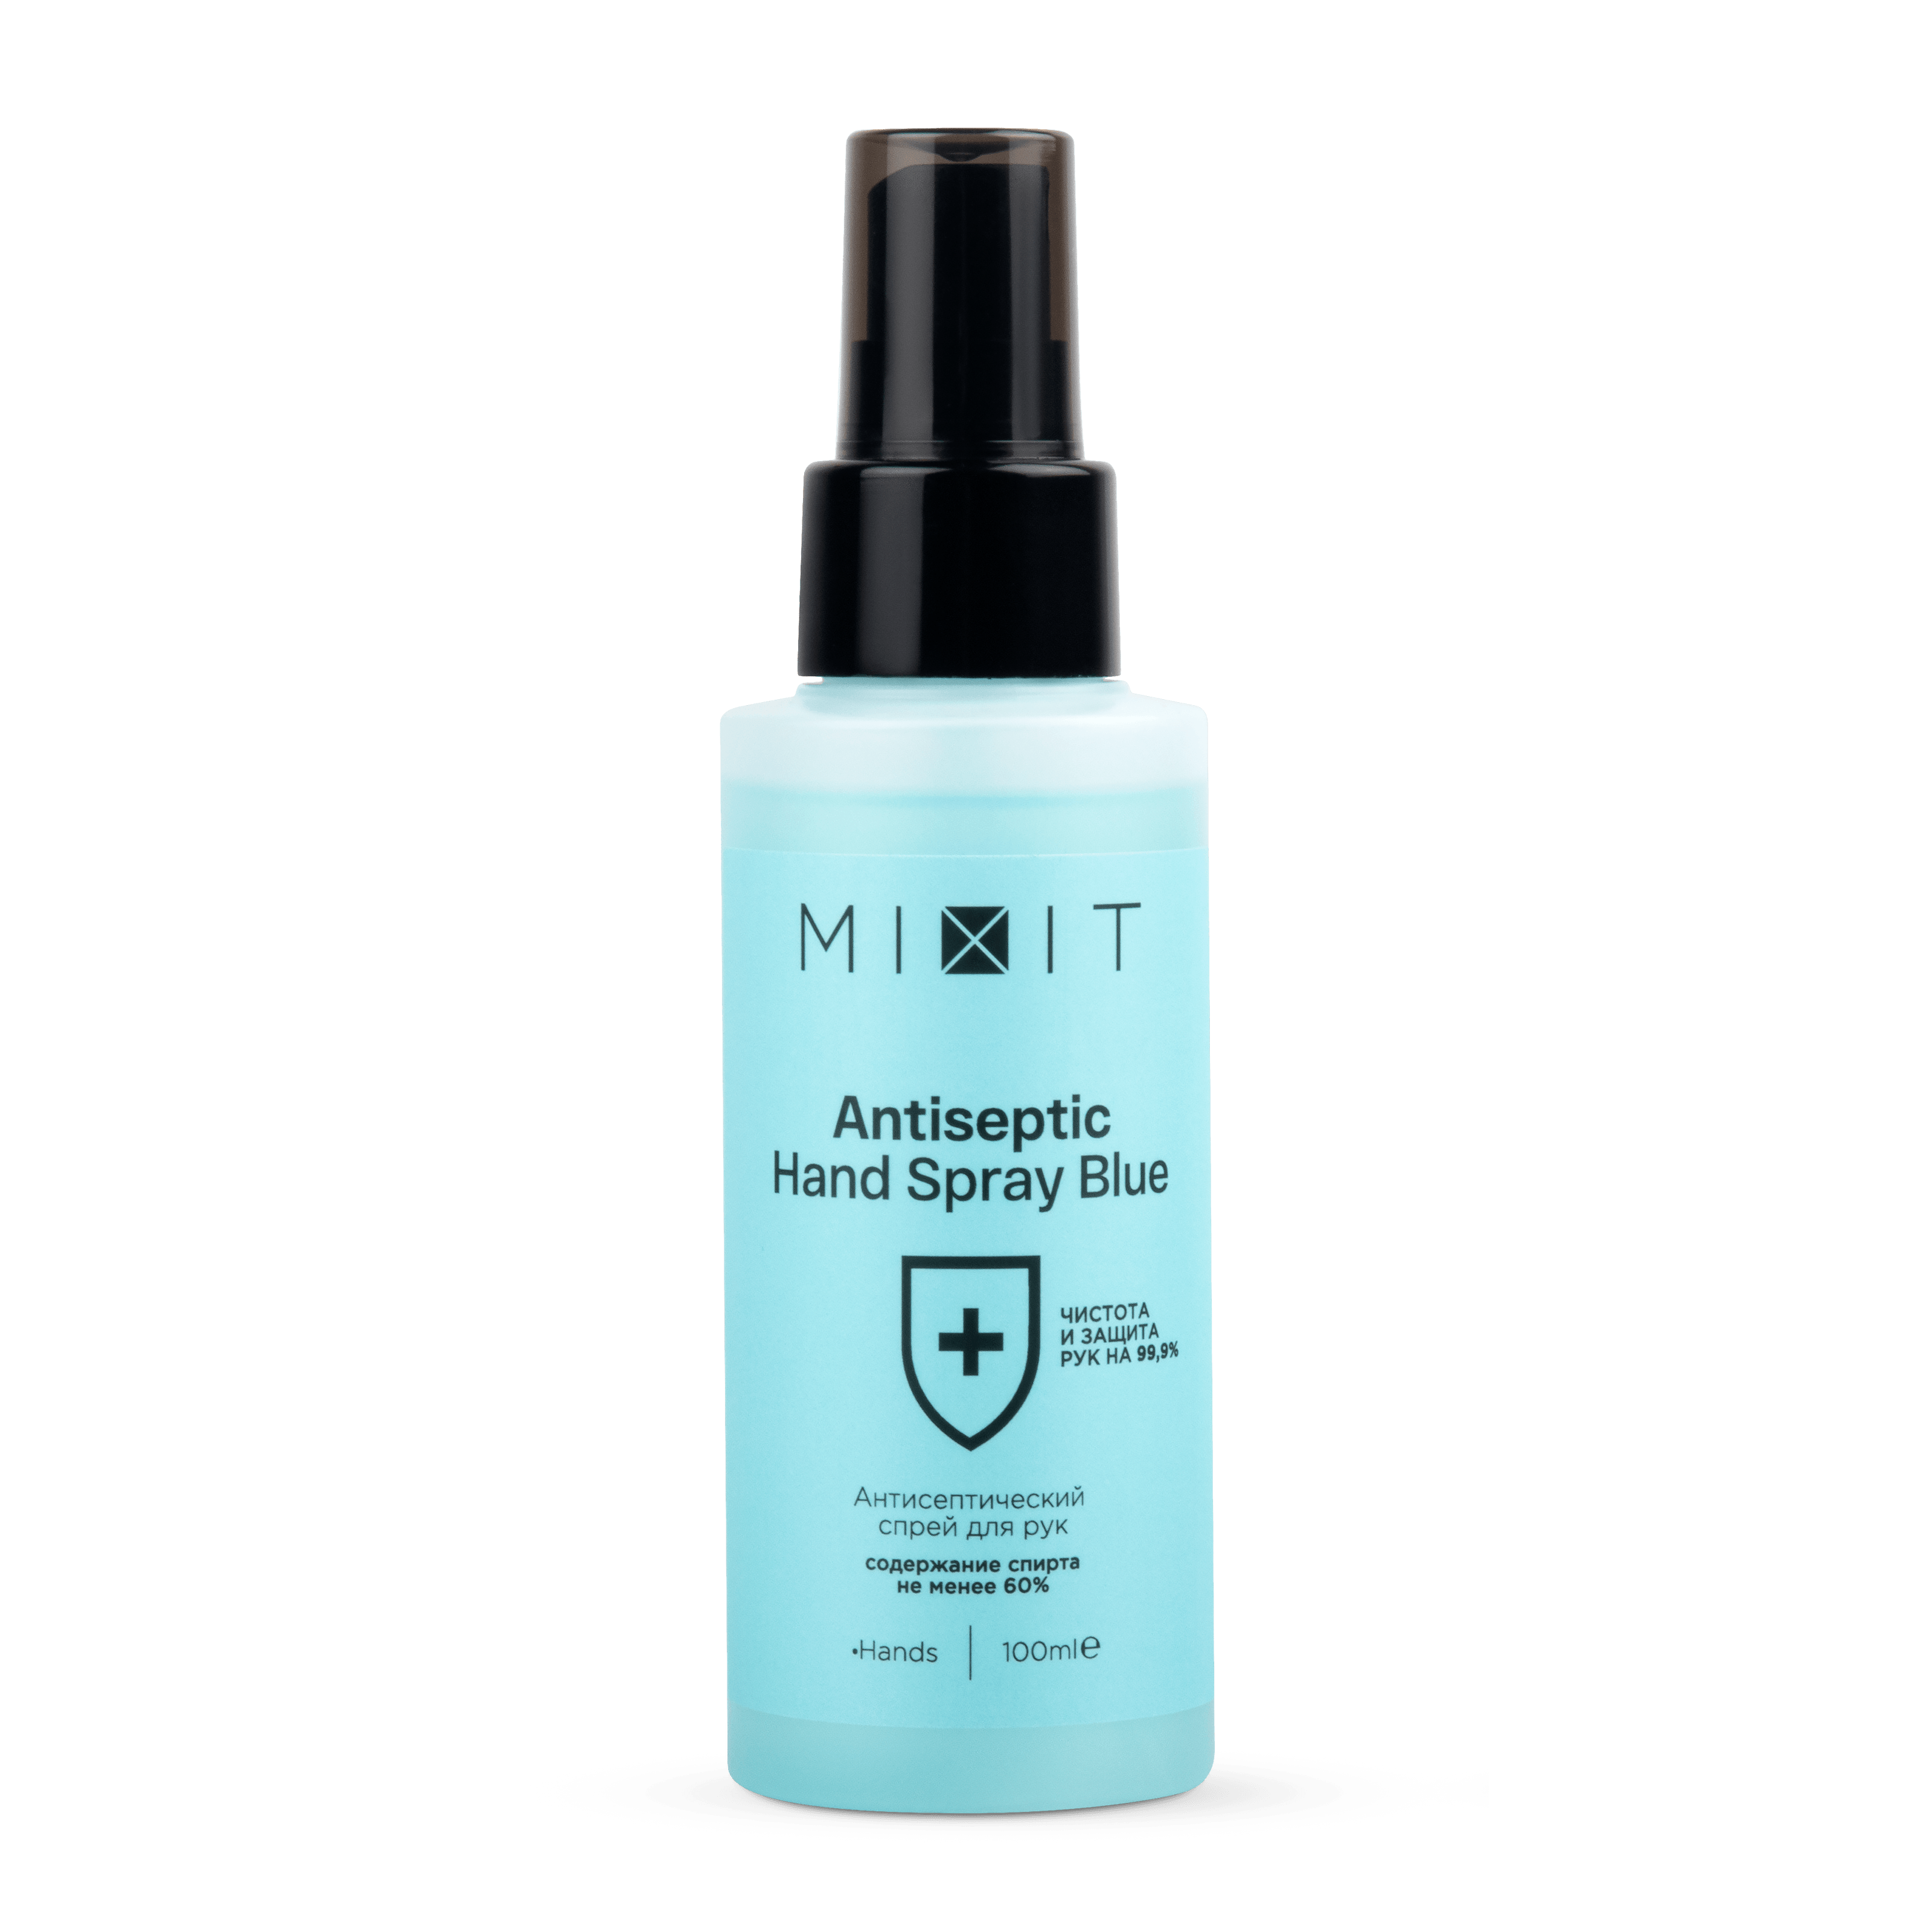 MIXIT
Antiseptic
Hand Spray Blue
ЧИСТОТА
И ЗАЩИТА
РУК НА 99,9%
Антисептический
спрей для рук
содержание спирта
не менее 60%
•Hands | 100ml℮